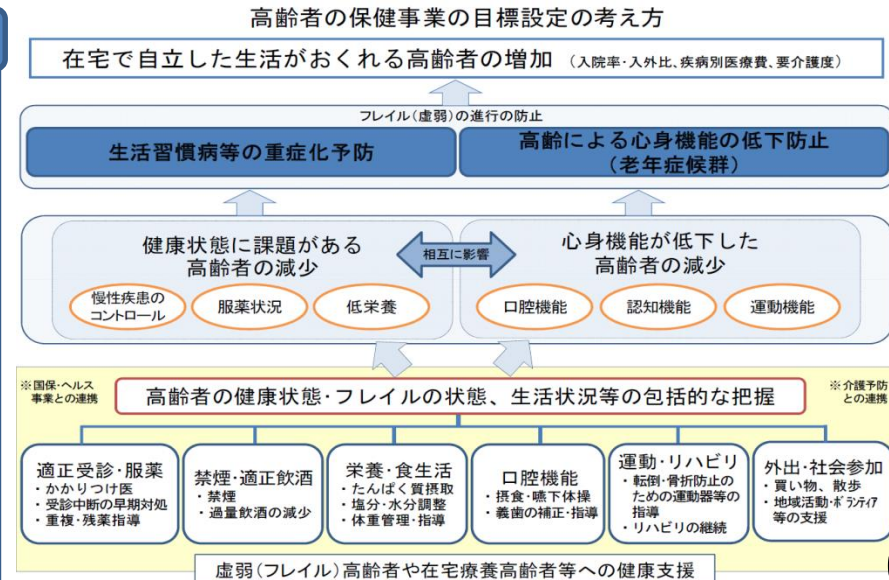 高齢者の保健事業の目標設定の考え方
在宅で自立した生活がおくれる高齢者の増加 （入院率・入外比、疾病別医療費、要介護度）
フレイル（虚弱）の進行の防止
生活習慣病等の重症化予防
高齢による心身機能の低下防止
（老年症候群）
健康状態に課題がある
高齢者の減少
相互に影響
心身機能が低下した
高齢者の減少
慢性疾患の
コントロール
服薬状況
低栄養
口腔機能
認知機能
運動機能
※国保・ヘルス
事業との連携
高齢者の健康状態・フレイルの状態、生活状況等の包括的な把握
※介護予防
との連携
適正受診・服薬
・かかりつけ医
・受診中断の早期対処
・重複・残薬指導
禁煙・適正飲酒
・禁煙
・過量飲酒の減少
栄養・食生活
・たんぱく質摂取
・塩分・水分調整
・体重管理・指導
口腔機能
・摂食・嚥下体操
・義歯の補正・指導
運動・リハビリ
・転倒・骨折防止の
ための運動器等の
指導
・リハビリの継続
外出・社会参加
・買い物、散歩
・地域活動・ボランティア
等の支援
虚弱（フレイル）高齢者や在宅療養高齢者等への健康支援